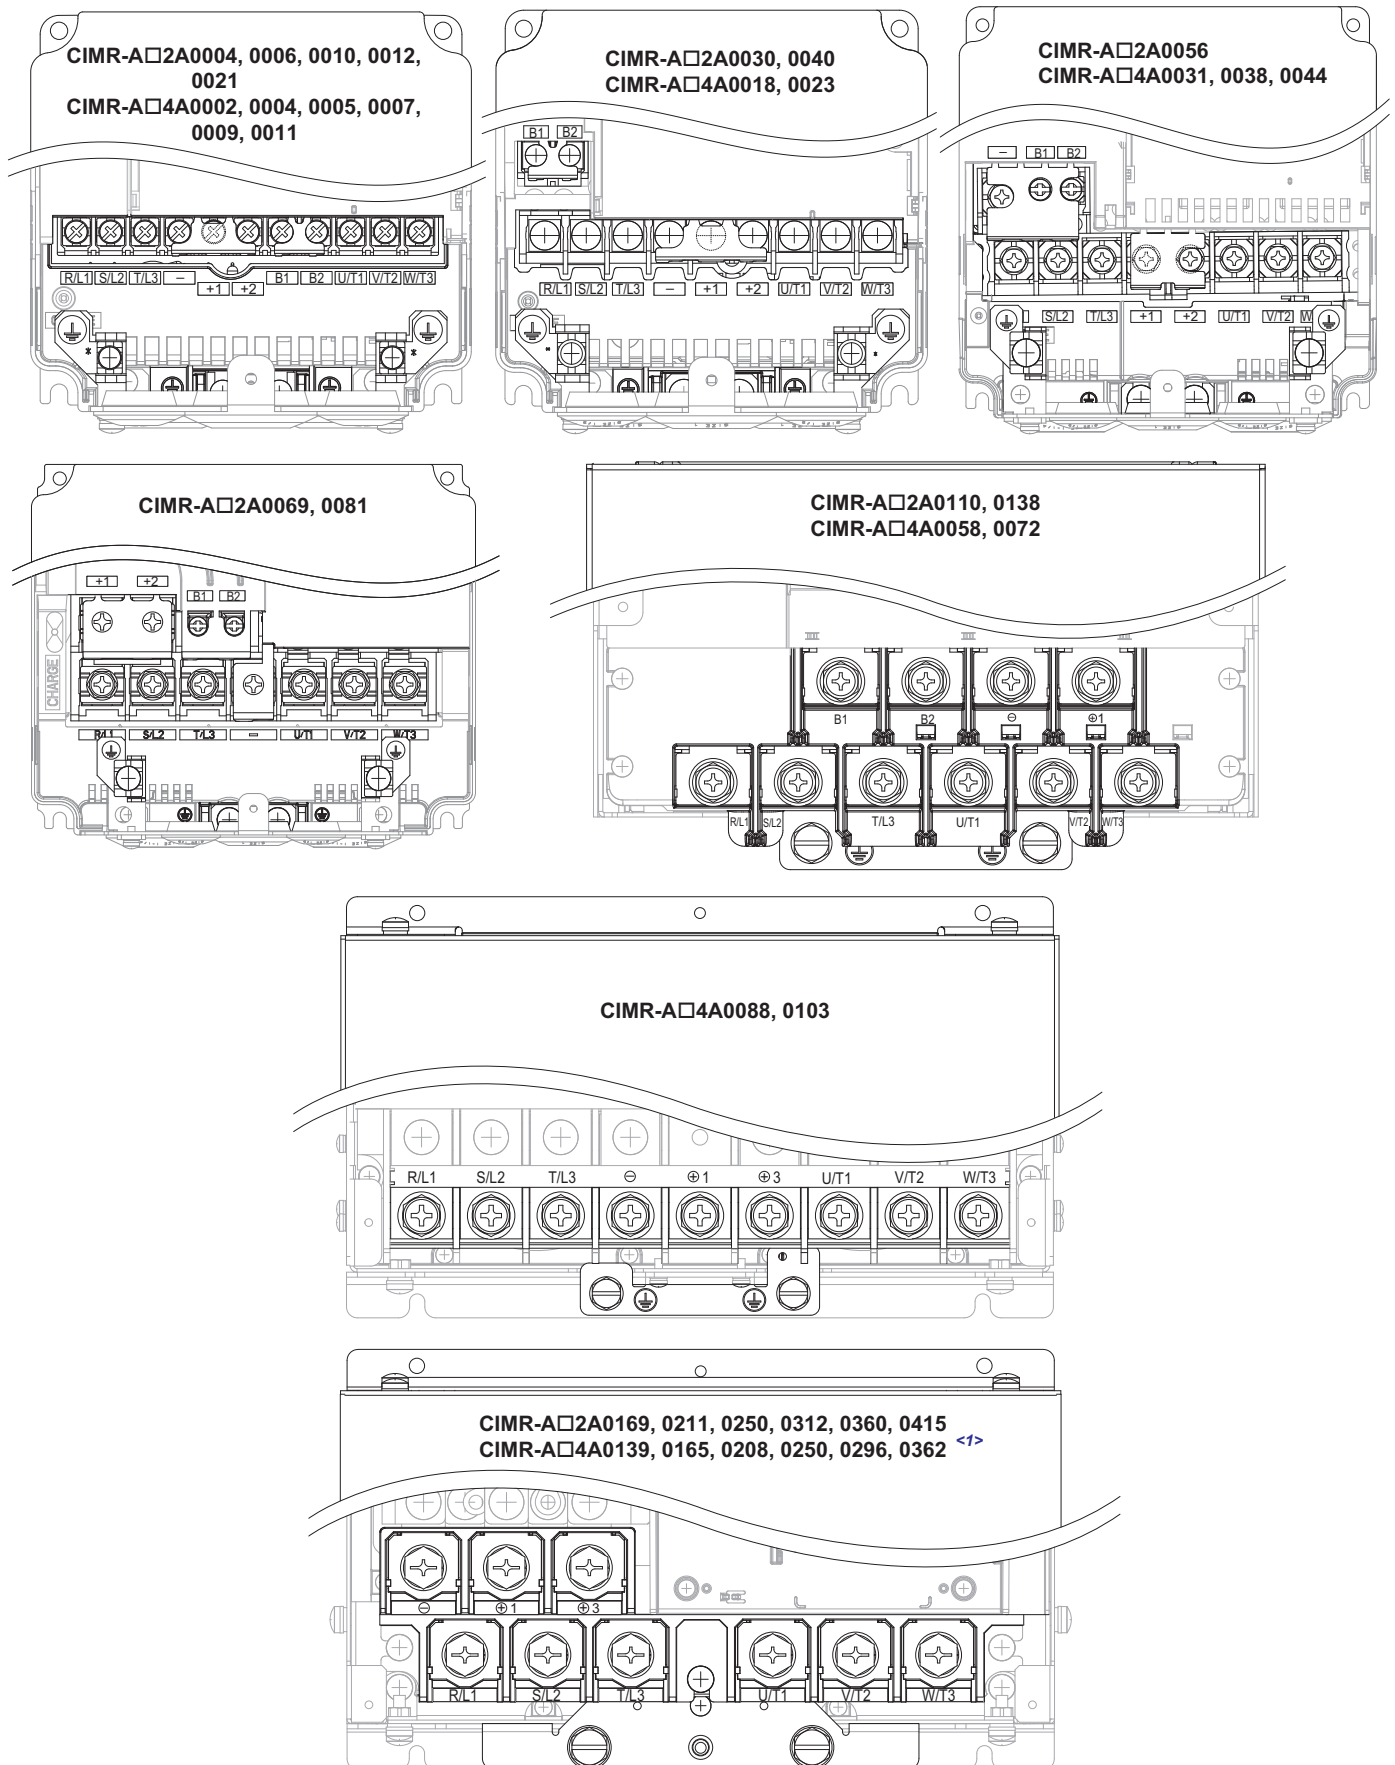 CIMR-A□2A0004, 0006, 0010, 0012,
0021
CIMR-A□4A0002, 0004, 0005, 0007,
0009, 0011
R/L1 S/L2 T/L3 − +1 +2 B1 B2 U/T1 V/T2 W/T3
*
*
CIMR-A□2A0030, 0040
CIMR-A□4A0018, 0023
B1 B2
R/L1 S/L2 T/L3 − +1 +2 U/T1 V/T2 W/T3
*
*
CIMR-A□2A0056
CIMR-A□4A0031, 0038, 0044
− B1 B2
S/L2 T/L3 +1 +2 U/T1 V/T2 W
CIMR-A□2A0069, 0081
+1 +2
B1 B2
CHARGE
R/L1 S/L2 T/L3 − U/T1 V/T2 W/T3
CIMR-A□2A0110, 0138
CIMR-A□4A0058, 0072
B1 B2 ⊖ ⊕1
R/L1 S/L2 T/L3 U/T1 V/T2 W/T3
CIMR-A□4A0088, 0103
R/L1 S/L2 T/L3 ⊖ ⊕1 ⊕3 U/T1 V/T2 W/T3
CIMR-A□2A0169, 0211, 0250, 0312, 0360, 0415
CIMR-A□4A0139, 0165, 0208, 0250, 0296, 0362 <1>
⊖ ⊕1 ⊕3
R/L1 S/L2 T/L3 U/T1 V/T2 W/T3